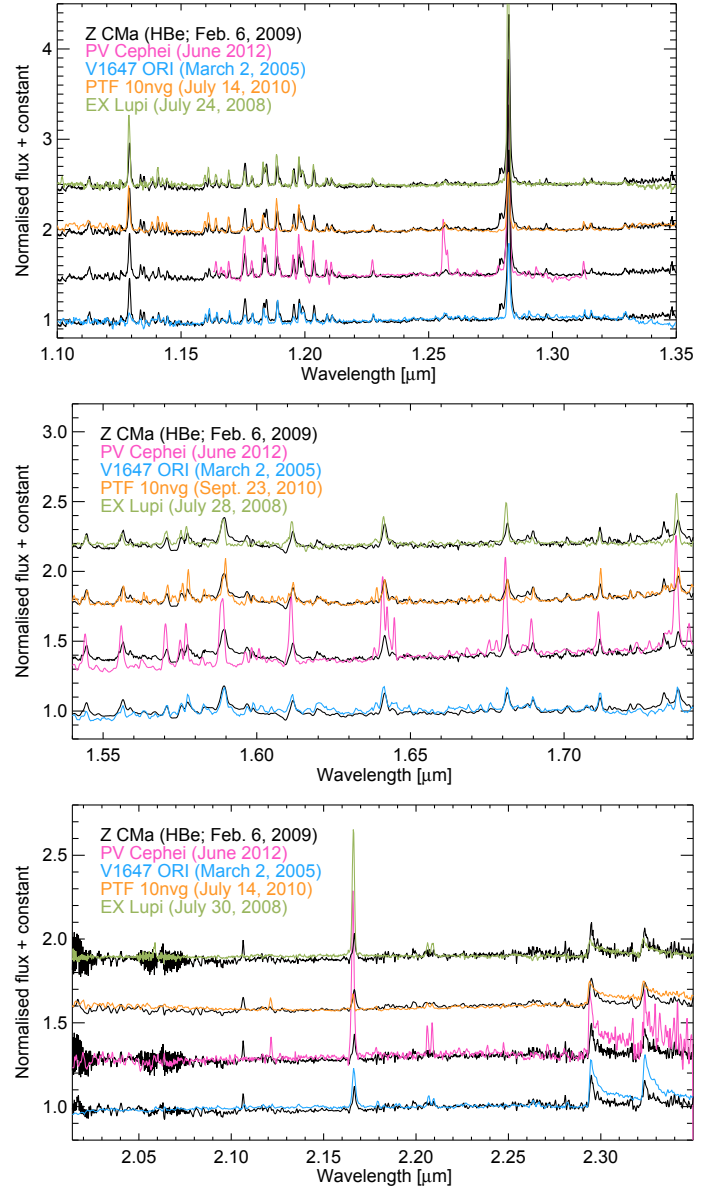 Z CMa (HBe; Feb. 6, 2009)
PV Cephei (June 2012)
V1647 ORI (March 2, 2005)
PTF 10nvg (July 14, 2010)
EX Lupi (July 24, 2008)
Normalised flux + constant
4
3
2
1
1.10
1.15
1.20
1.25
1.30
1.35
Wavelength [μm]
Z CMa (HBe; Feb. 6, 2009)
PV Cephei (June 2012)
V1647 ORI (March 2, 2005)
PTF 10nvg (Sept. 23, 2010)
EX Lupi (July 28, 2008)
Normalised flux + constant
3.0
2.5
2.0
1.5
1.0
1.55
1.60
1.65
1.70
Wavelength [μm]
Z CMa (HBe; Feb. 6, 2009)
PV Cephei (June 2012)
V1647 ORI (March 2, 2005)
PTF 10nvg (July 14, 2010)
EX Lupi (July 30, 2008)
Normalised flux + constant
2.5
2.0
1.5
1.0
2.05
2.10
2.15
2.20
2.25
2.30
Wavelength [μm]